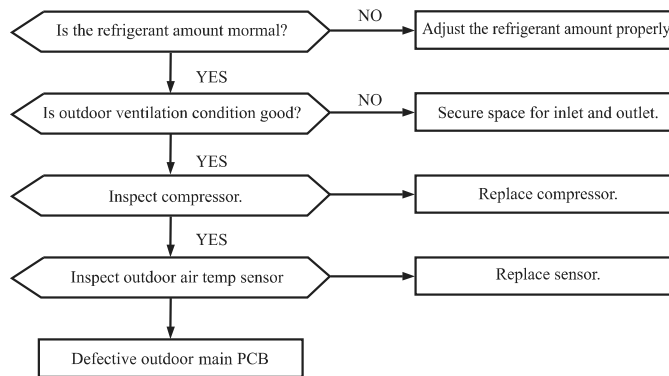 Is the refrigerant amount mormal?
NO
Adjust the refrigerant amount properly
YES
Is outdoor ventilation condition good?
NO
Secure space for inlet and outlet.
YES
Inspect compressor.
Replace compressor.
YES
Inspect outdoor air temp sensor
Replace sensor.
Defective outdoor main PCB